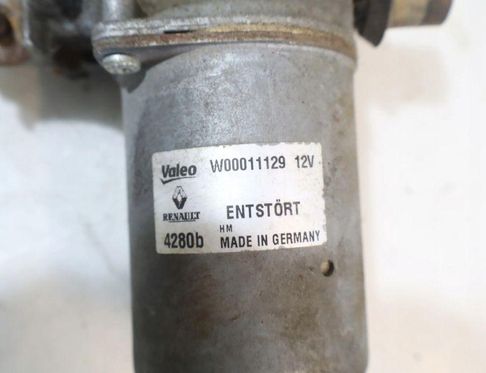 Valeo W00011129 12V
RENAULT ENTSTÖRT
HM
4280b MADE IN GERMANY